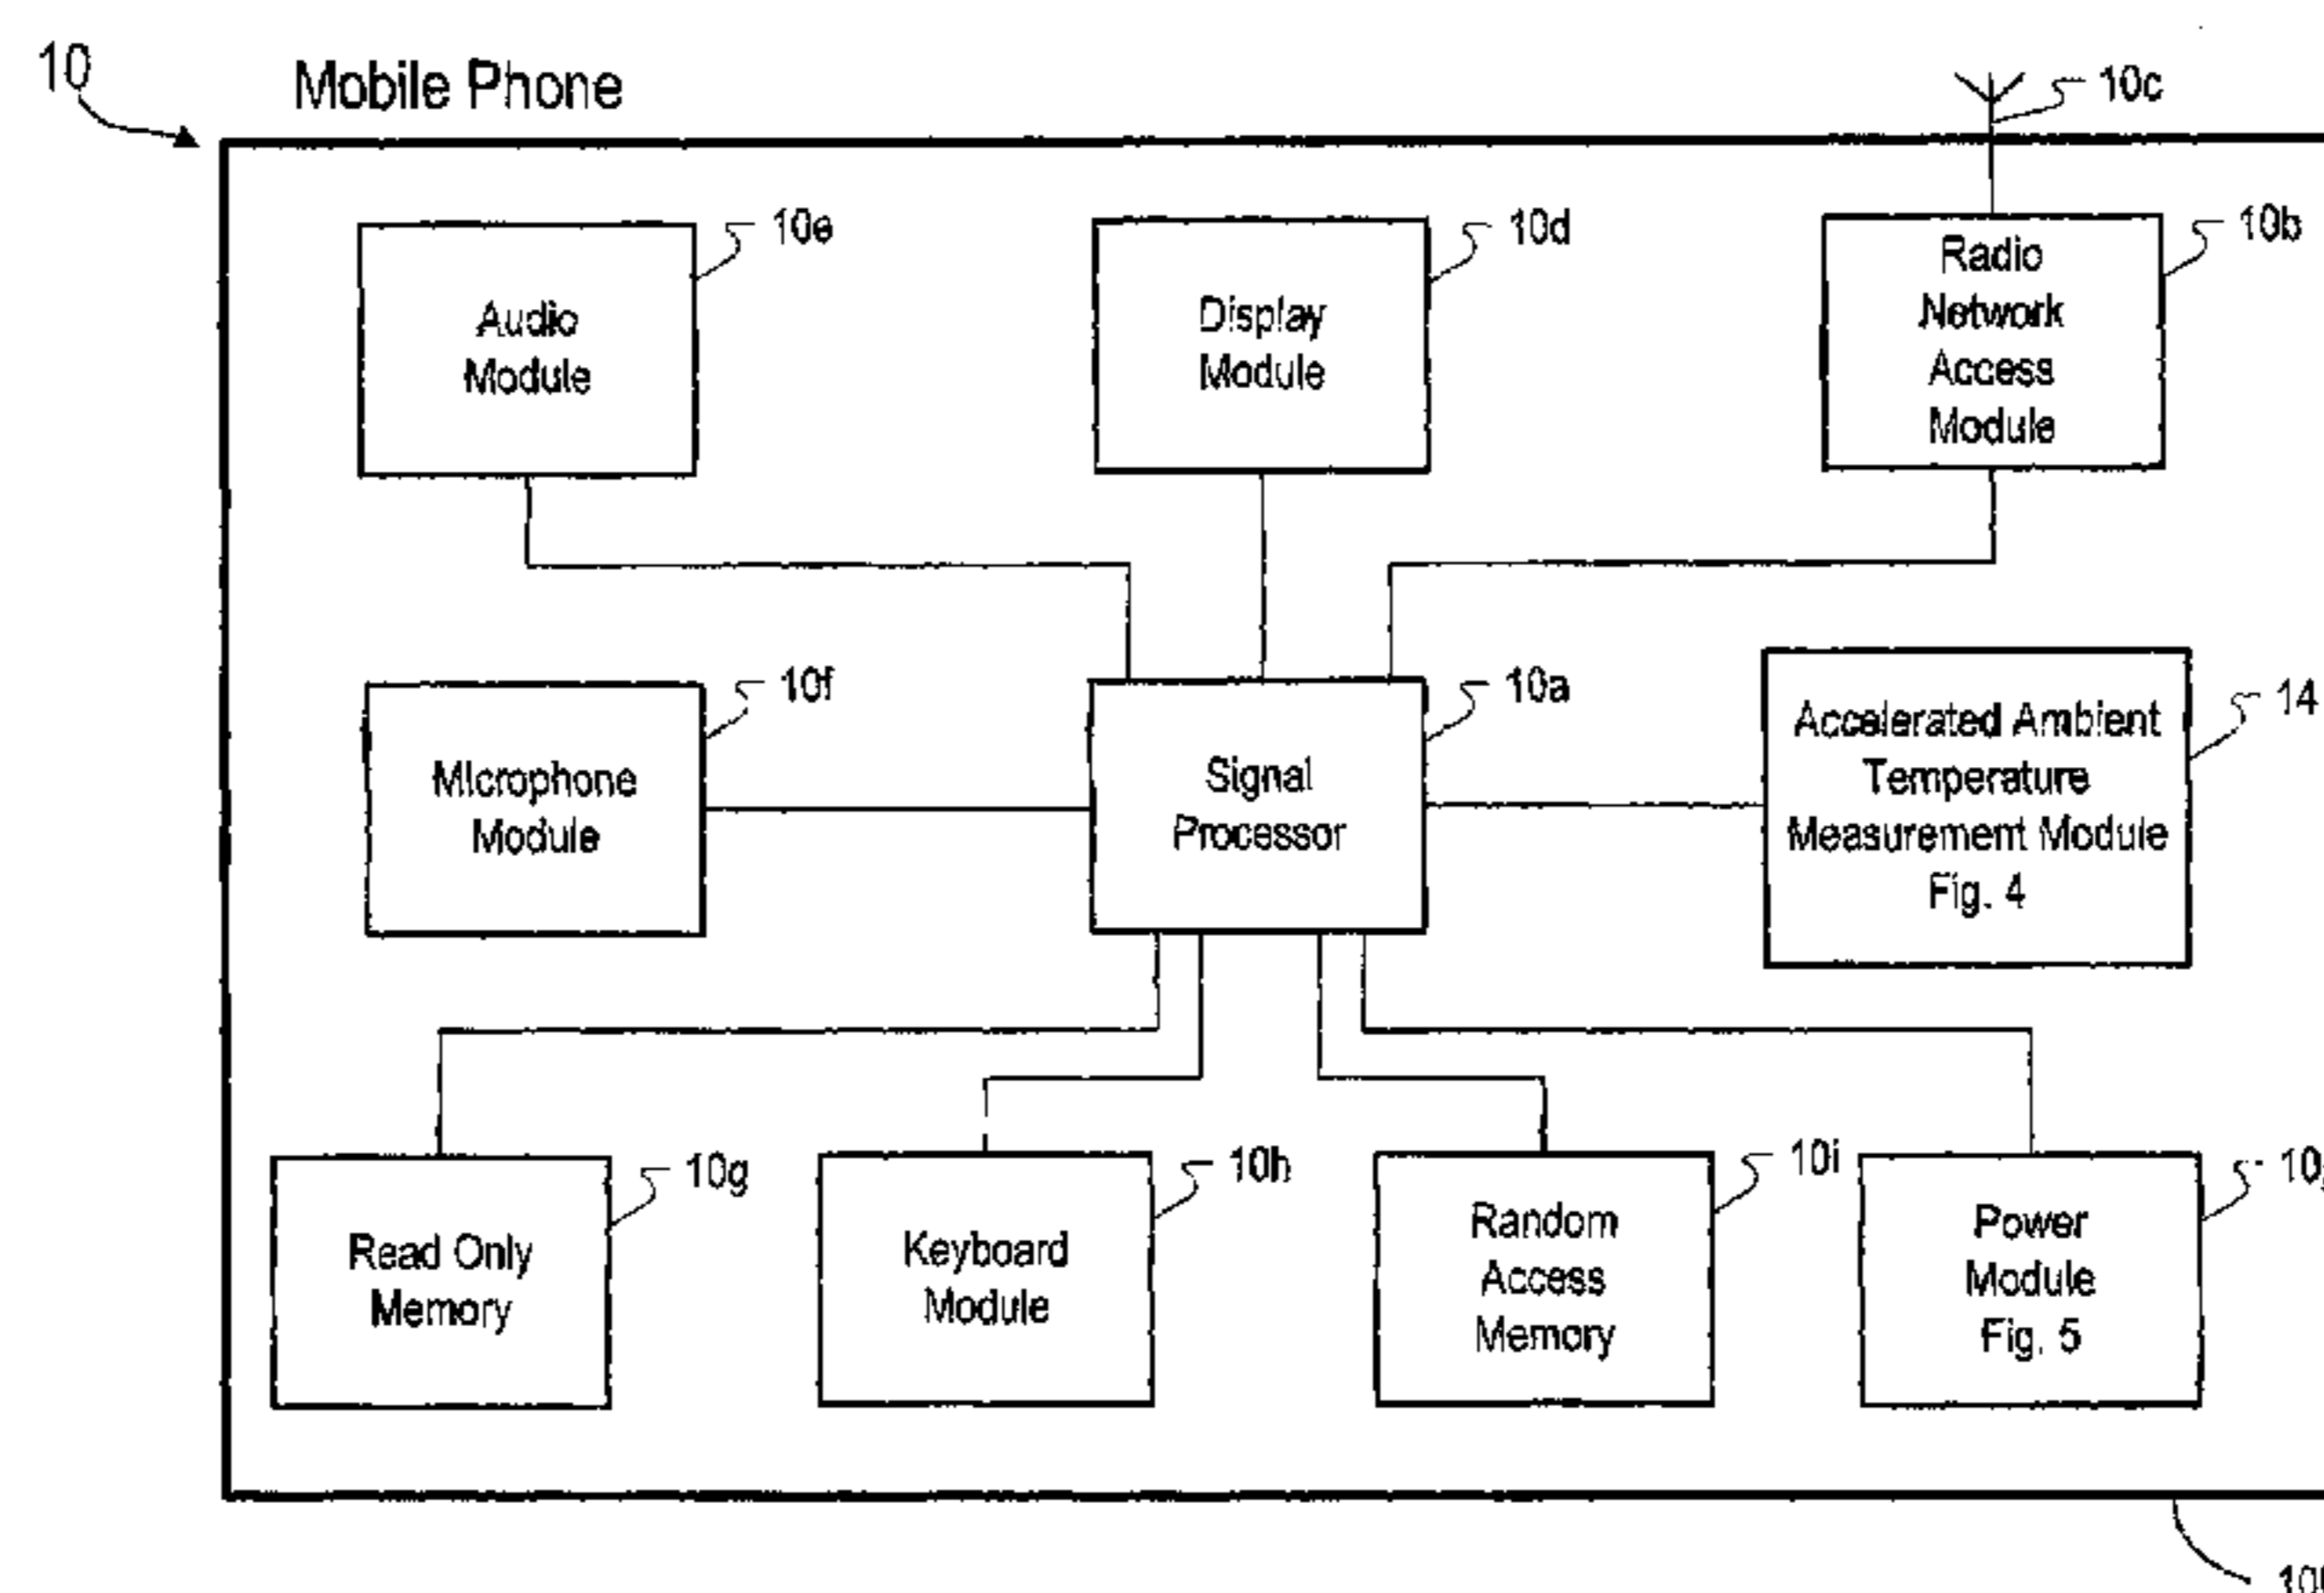 10
Mobile Phone
10c
10e
10d
10b
Audio
Module
Display
Module
Radio
Network
Access
Module
10f
10a
14
Microphone
Module
Signal
Processor
Accelerated Ambient
Temperature
Measurement Module
Fig. 4
10g
10h
10i
Read Only
Memory
Keyboard
Module
Random
Access
Memory
Power
Module
Fig. 5